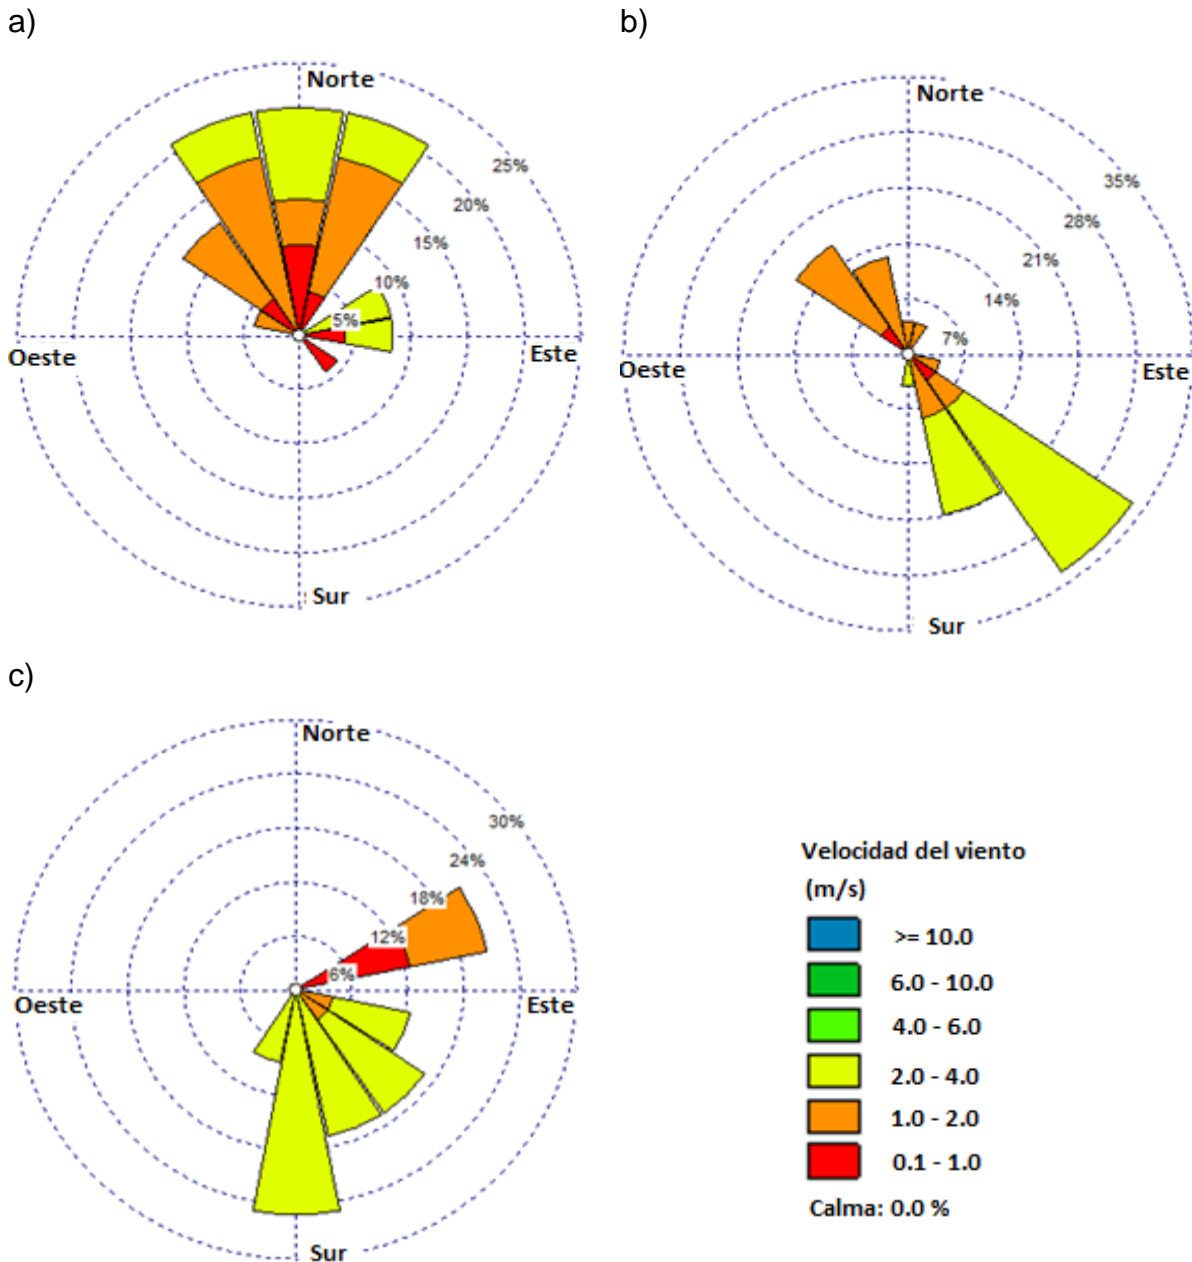 a)
Norte
25%
20%
15%
10%
5%
Oeste
Este
Sur
b)
Norte
35%
28%
21%
14%
7%
Oeste
Este
Sur
c)
Norte
30%
24%
18%
12%
6%
Oeste
Este
Sur
Velocidad del viento
(m/s)
>= 10.0
6.0 - 10.0
4.0 - 6.0
2.0 - 4.0
1.0 - 2.0
0.1 - 1.0
Calma: 0.0 %